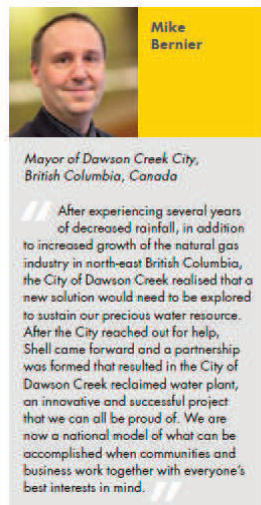 Mike
Bernier
Mayor of Dawson Creek City,
British Columbia, Canada
“ After experiencing several years
of decreased rainfall, in addition
to increased growth of the natural gas
industry in north-east British Columbia,
the City of Dawson Creek realised that a
new solution would need to be explored
to sustain our precious water resource.
After the City reached out for help,
Shell came forward and a partnership
was formed that resulted in the City of
Dawson Creek reclaimed water plant,
an innovative and successful project
that we can all be proud of. We are
now a national model of what can be
accomplished when communities and
business work together with everyone’s
best interests in mind. ”